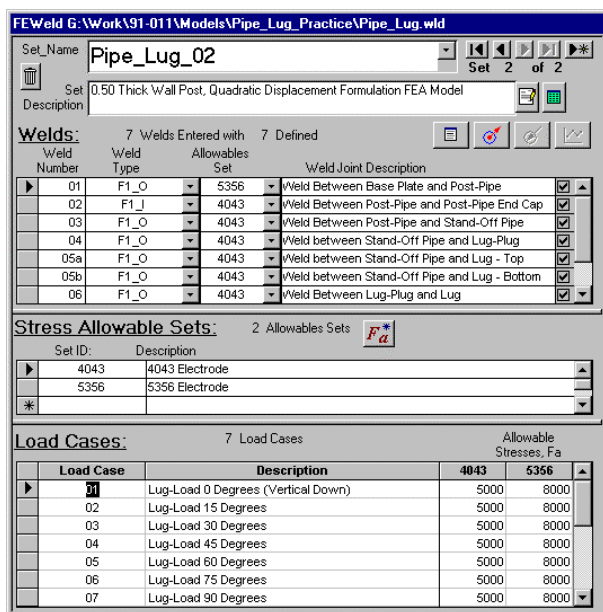 FEWeld G:\Work\91-011\Models\Pipe_Lug_Practice\Pipe_Lug.wld
Set_Name Pipe_Lug_02
Set 2 of 2
Set Description 0.50 Thick Wall Post, Quadratic Displacement Formulation FEA Model
Welds: 7 Welds Entered with 7 Defined
Weld Number Weld Type Allowables Set Weld Joint Description
01 F1_O 5356 Weld Between Base Plate and Post-Pipe
02 F1_I 4043 Weld Between Post-Pipe and Post-Pipe End Cap
03 F1_O 4043 Weld Between Post-Pipe and Stand-Off Pipe
04 F1_O 4043 Weld between Stand-Off Pipe and Lug-Plug
05a F1_O 4043 Weld between Stand-Off Pipe and Lug - Top
05b F1_O 4043 Weld between Stand-Off Pipe and Lug - Bottom
06 F1_O 4043 Weld Between Lug-Plug and Lug
Stress Allowable Sets: 2 Allowables Sets Fa*
Set ID: Description
4043 4043 Electrode
5356 5356 Electrode
Load Cases: 7 Load Cases Allowable Stresses, Fa
Load Case Description 4043 5356
01 Lug-Load 0 Degrees (Vertical Down) 5000 8000
02 Lug-Load 15 Degrees 5000 8000
03 Lug-Load 30 Degrees 5000 8000
04 Lug-Load 45 Degrees 5000 8000
05 Lug-Load 60 Degrees 5000 8000
06 Lug-Load 75 Degrees 5000 8000
07 Lug-Load 90 Degrees 5000 8000